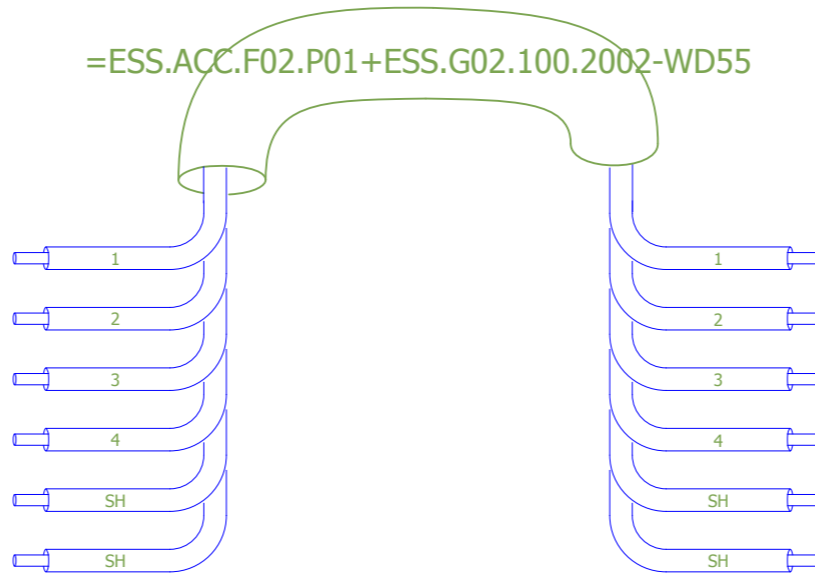 =ESS.ACC.F02.P01+ESS.G02.100.2002-WD55
1 1
2 2
3 3
4 4
SH SH
SH SH